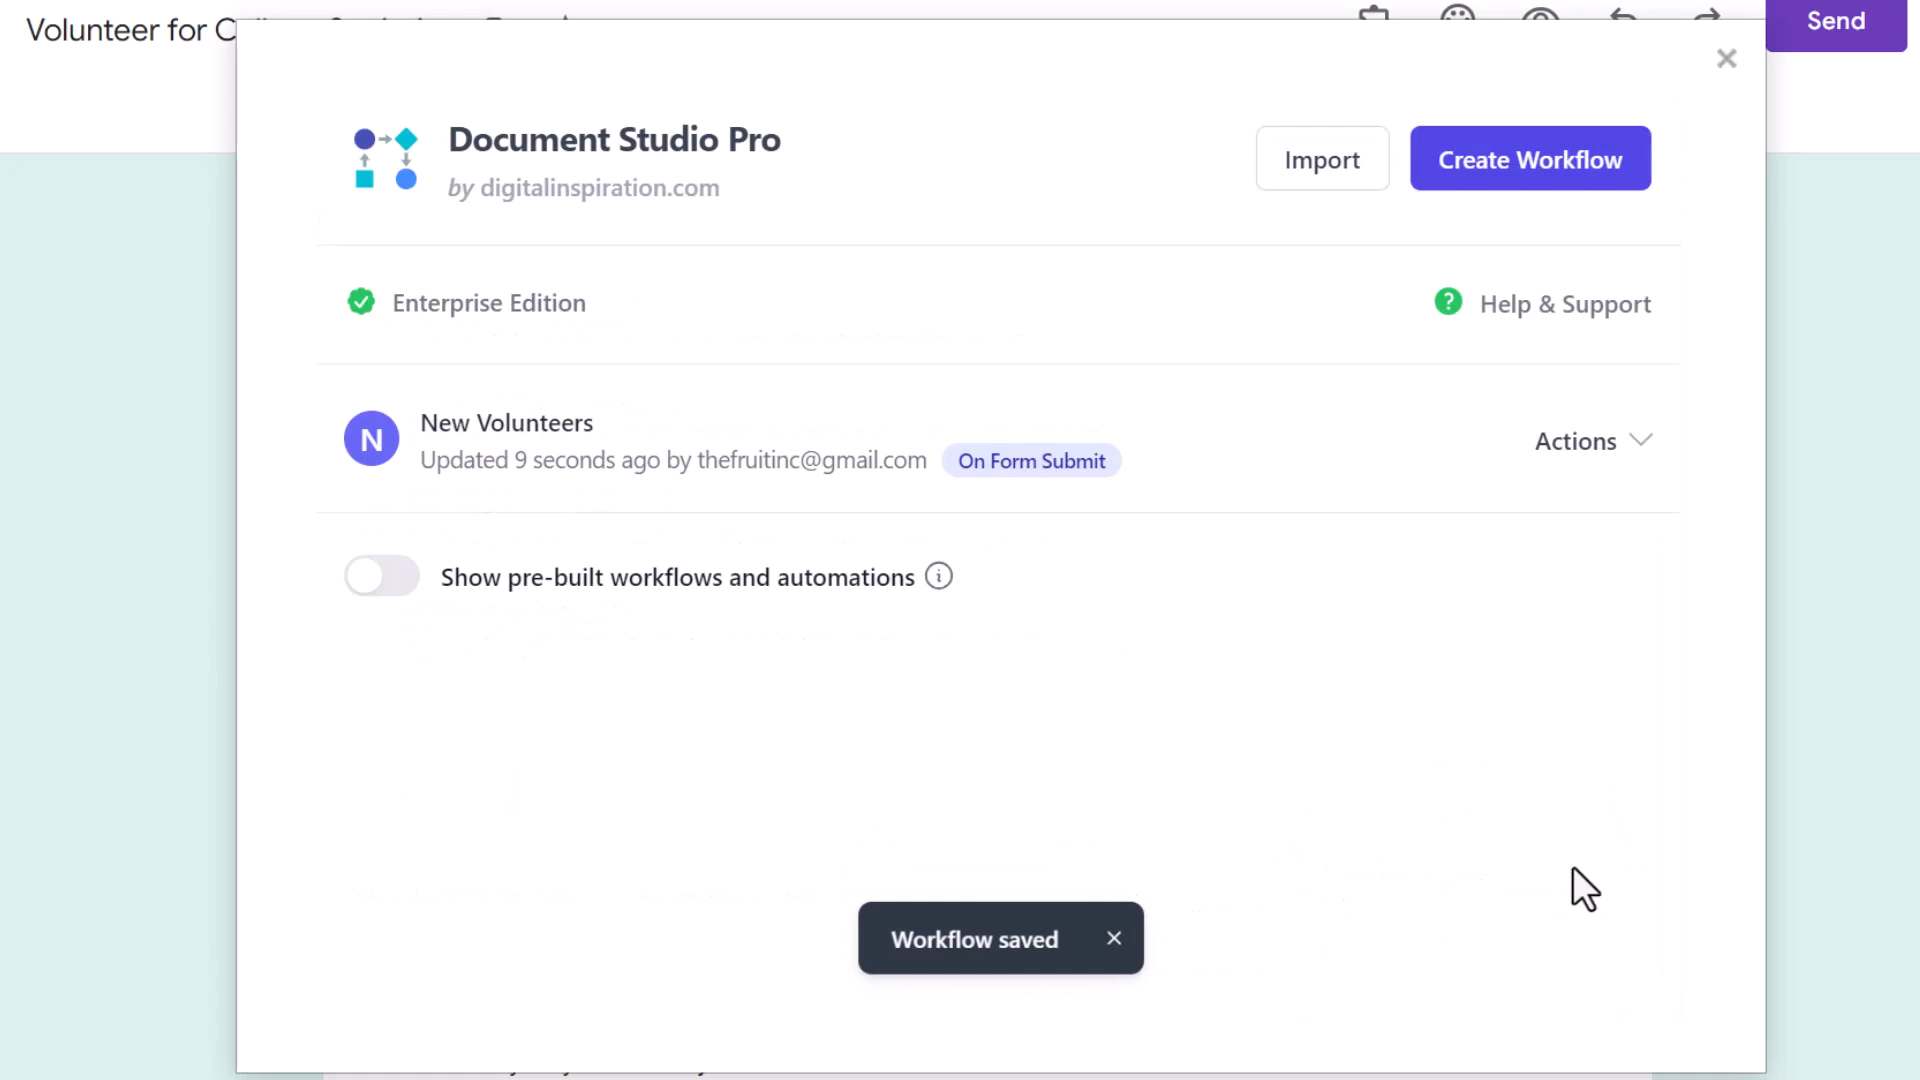 Volunteer for C
Send
Document Studio Pro
by digitalinspiration.com
Import
Create Workflow
Enterprise Edition
Help & Support
N
New Volunteers
Updated 9 seconds ago by thefruitinc@gmail.com
On Form Submit
Actions
Show pre-built workflows and automations
Workflow saved